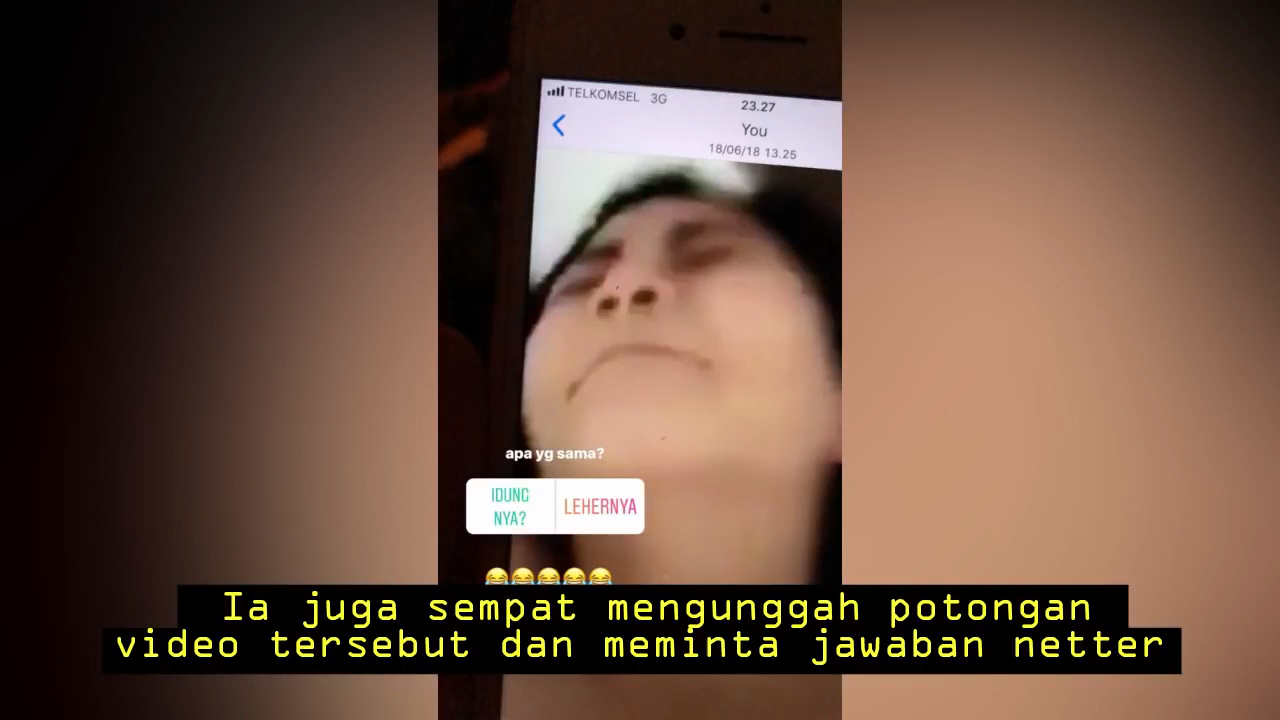 TELKOMSEL 3G
23.27
You
18/06/18 13.25
apa yg sama?
IDUNG
NYA?
LEHERNYA
Ia juga sempat mengunggah potongan
video tersebut dan meminta jawaban netter